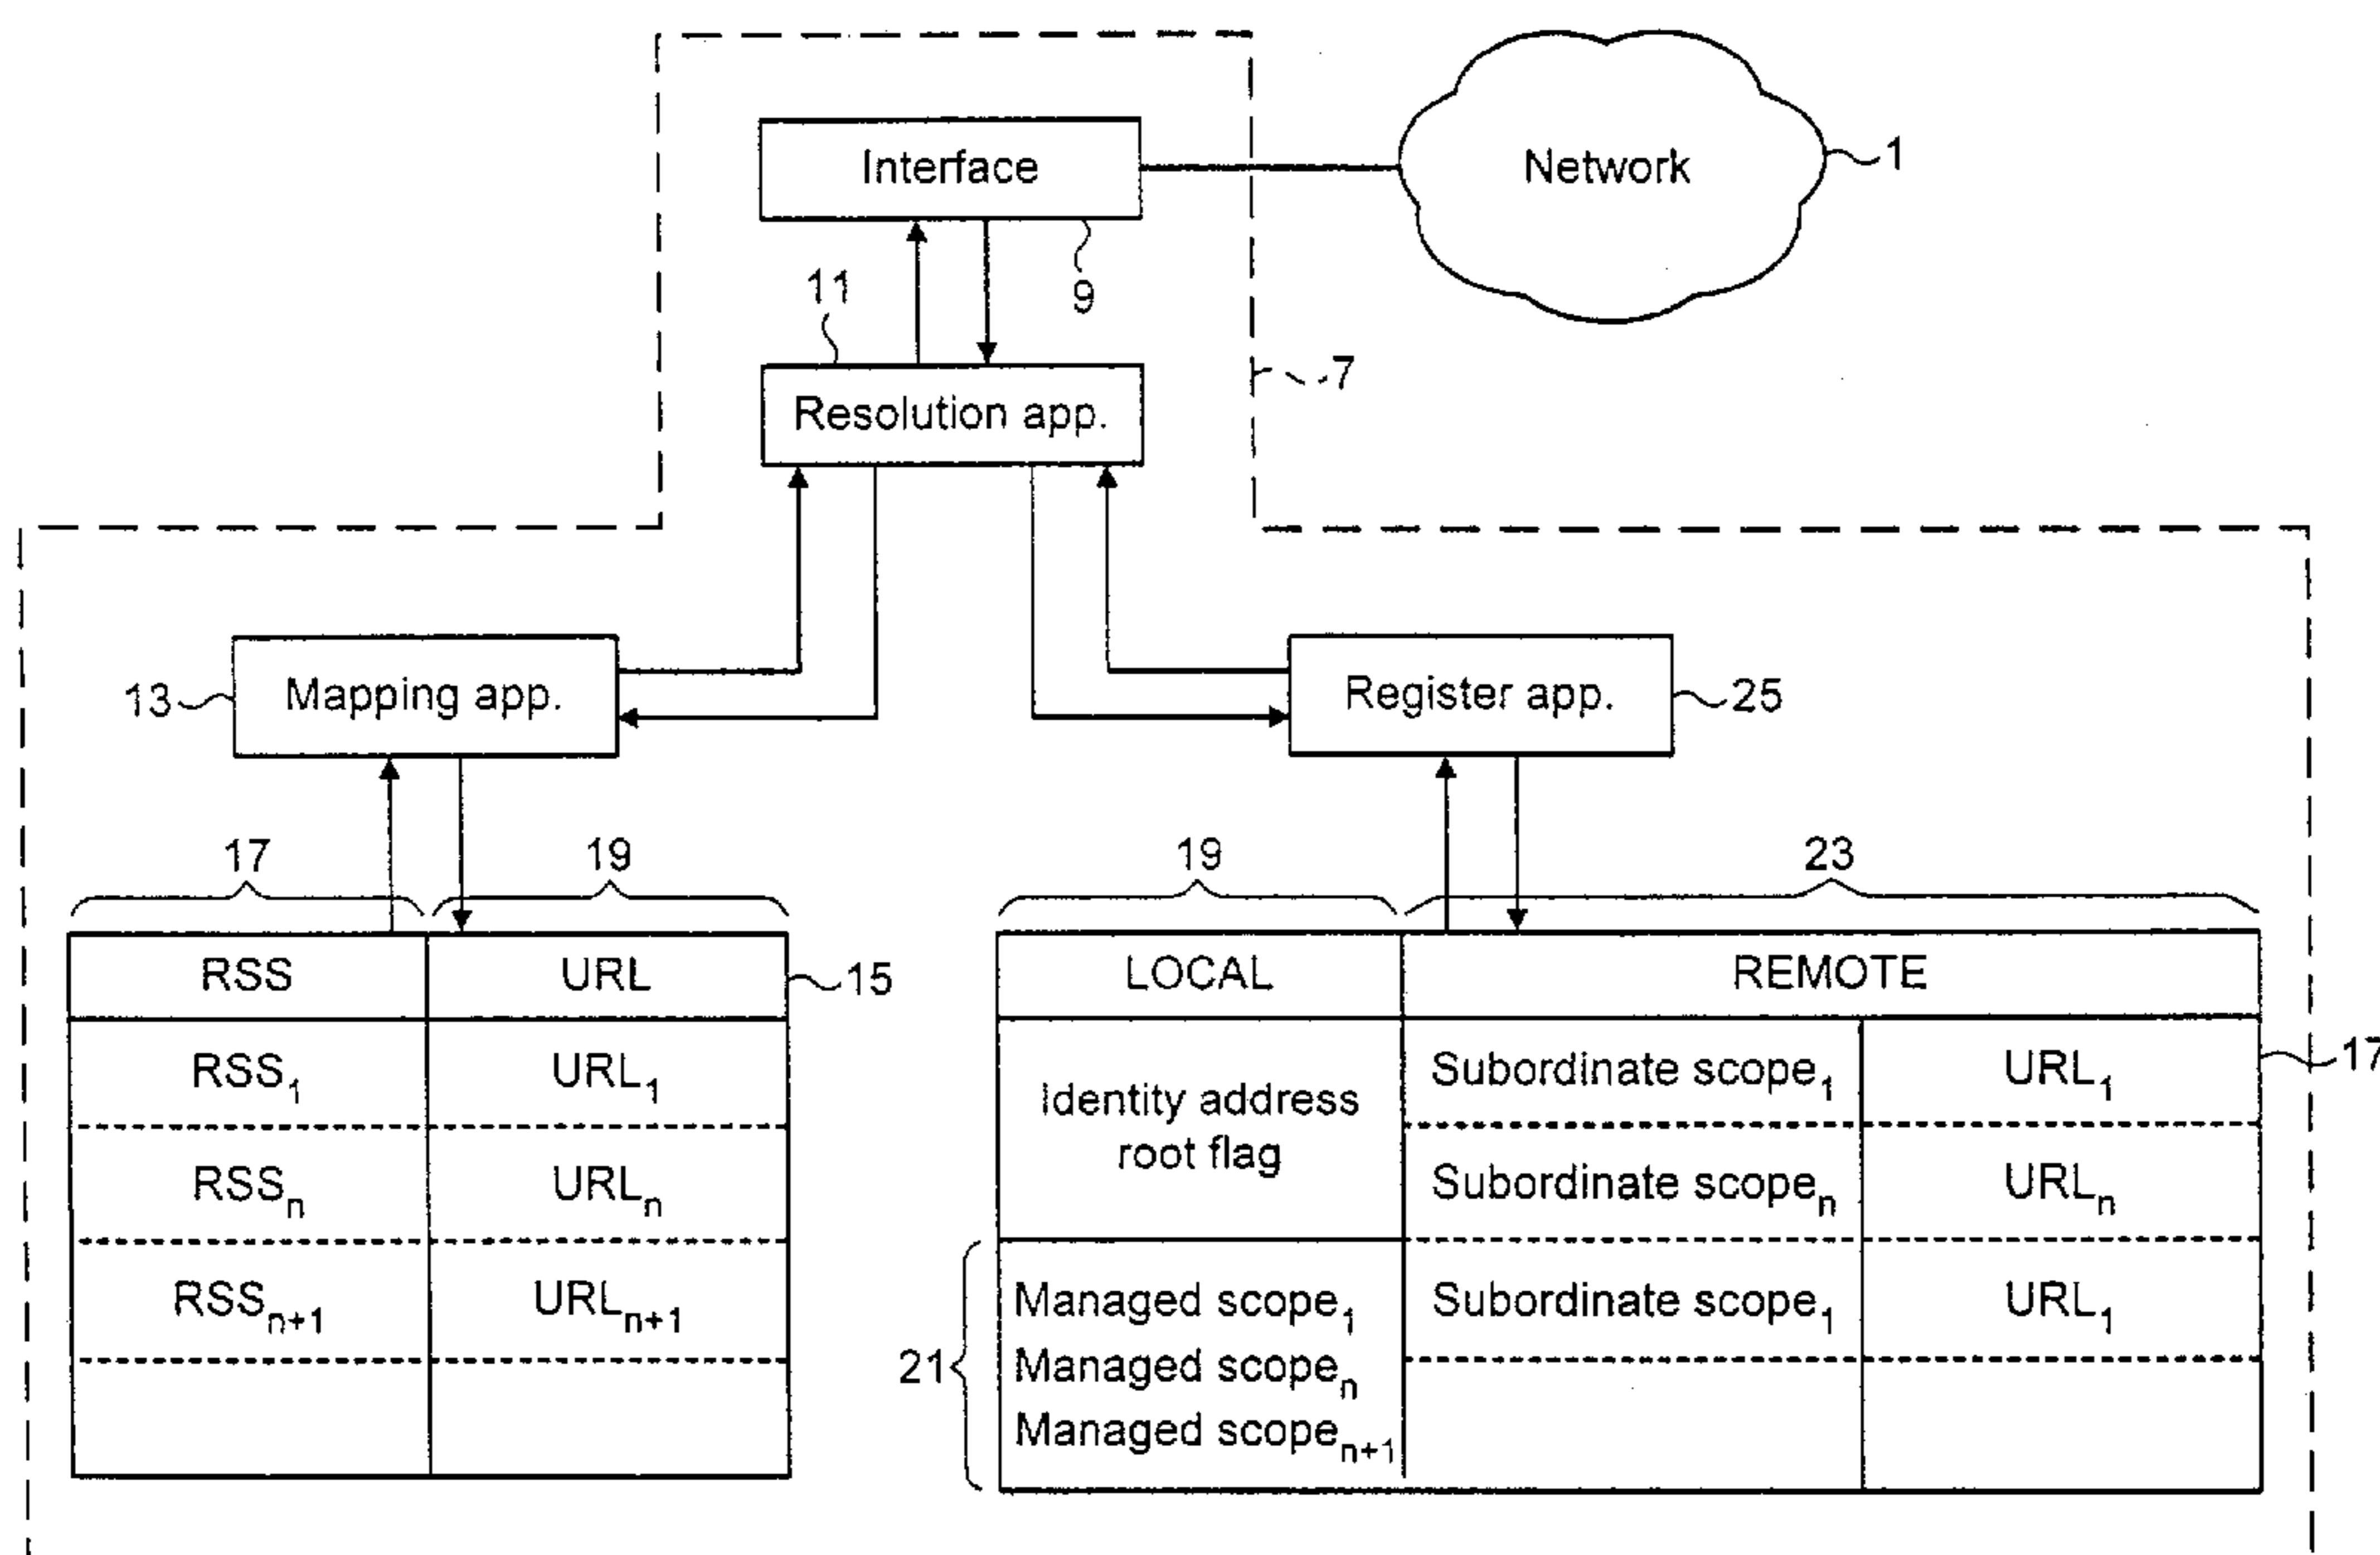 Interface
Network
1
9
11
7
Resolution app.
13
Mapping app.
Register app.
25
17
19
19
23
RSS
URL
15
LOCAL
REMOTE
RSS₁
URL₁
Identity address
root flag
Subordinate scope₁
URL₁
17
RSSₙ
URLₙ
Subordinate scopeₙ
URLₙ
RSSₙ₊₁
URLₙ₊₁
21
Managed scope₁
Managed scopeₙ
Managed scopeₙ₊₁
Subordinate scope₁
URL₁